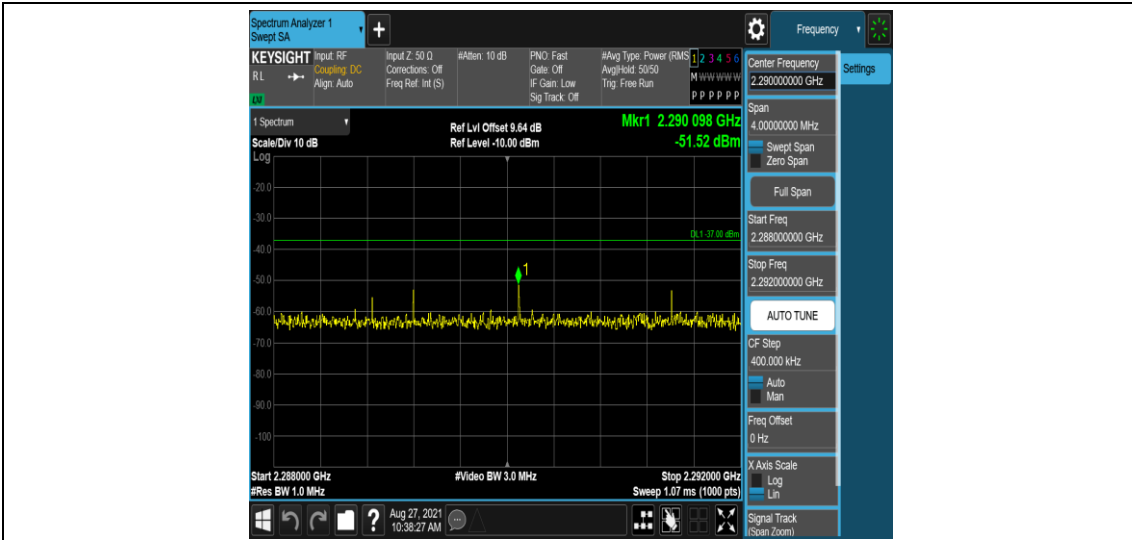 Spectrum Analyzer 1
Swept SA
+
Frequency
KEYSIGHT
Input: RF
Input Z: 50 Ω
#Atten: 10 dB
PNO: Fast
#Avg Type: Power (RMS
1 2 3 4 5 6
R L
Coupling: DC
Corrections: Off
Gate: Off
Avg|Hold: 50/50
M W W W W W
Align: Auto
Freq Ref: Int (S)
IF Gain: Low
Trig: Free Run
Sig Track: Off
P P P P P P
LXI
1 Spectrum
Ref Lvl Offset 9.64 dB
Mkr1 2.290 098 GHz
Scale/Div 10 dB
Ref Level -10.00 dBm
-51.52 dBm
Log
-20.0
-30.0
DL1 -37.00 dBm
-40.0
1
-50.0
-60.0
-70.0
-80.0
-90.0
-100
Start 2.288000 GHz
#Video BW 3.0 MHz
Stop 2.292000 GHz
#Res BW 1.0 MHz
Sweep 1.07 ms (1000 pts)
?
Aug 27, 2021
10:38:27 AM
Center Frequency
2.290000000 GHz
Settings
Span
4.00000000 MHz
Swept Span
Zero Span
Full Span
Start Freq
2.288000000 GHz
Stop Freq
2.292000000 GHz
AUTO TUNE
CF Step
400.000 kHz
Auto
Man
Freq Offset
0 Hz
X Axis Scale
Log
Lin
Signal Track
(Span Zoom)